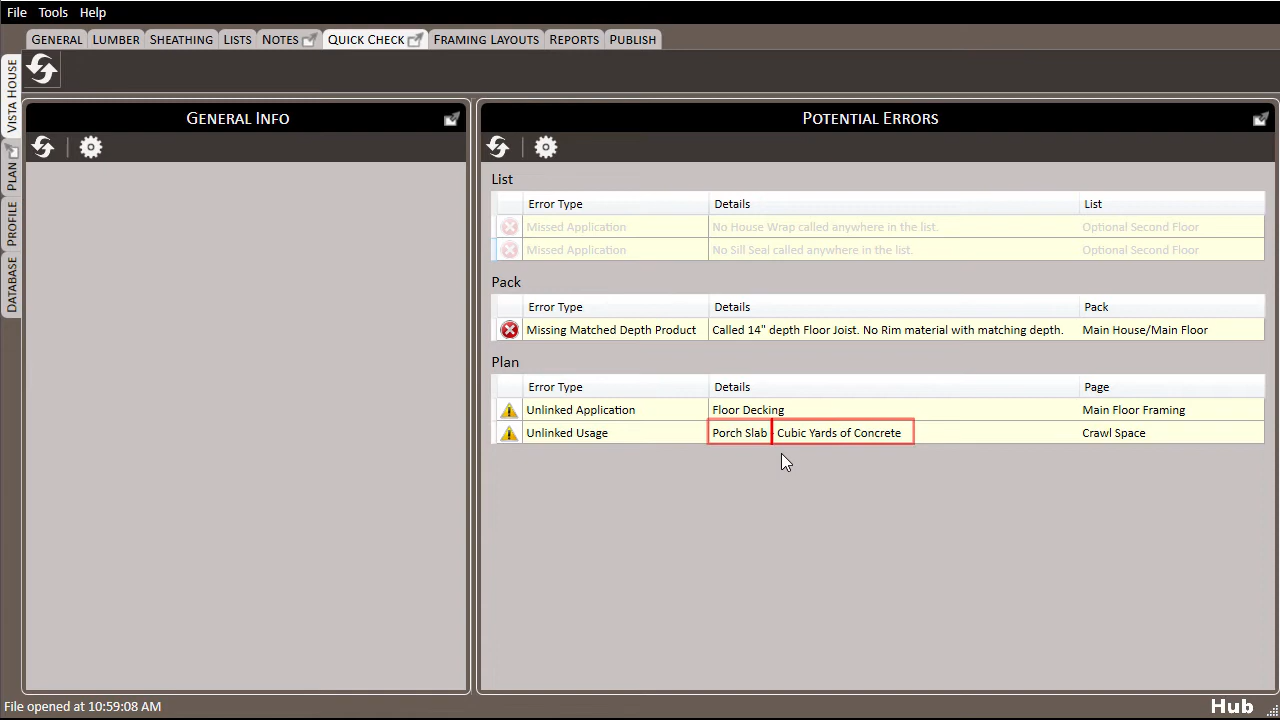 File Tools Help
GENERAL LUMBER SHEATHING LISTS NOTES QUICK CHECK FRAMING LAYOUTS REPORTS PUBLISH
VISTA HOUSE
PLAN
PROFILE
DATABASE
GENERAL INFO
POTENTIAL ERRORS
List
Error Type Details List
Missed Application No House Wrap called anywhere in the list. Optional Second Floor
Missed Application No Sill Seal called anywhere in the list. Optional Second Floor
Pack
Error Type Details Pack
Missing Matched Depth Product Called 14" depth Floor Joist. No Rim material with matching depth. Main House/Main Floor
Plan
Error Type Details Page
Unlinked Application Floor Decking Main Floor Framing
Unlinked Usage Porch Slab Cubic Yards of Concrete Crawl Space
File opened at 10:59:08 AM
Hub